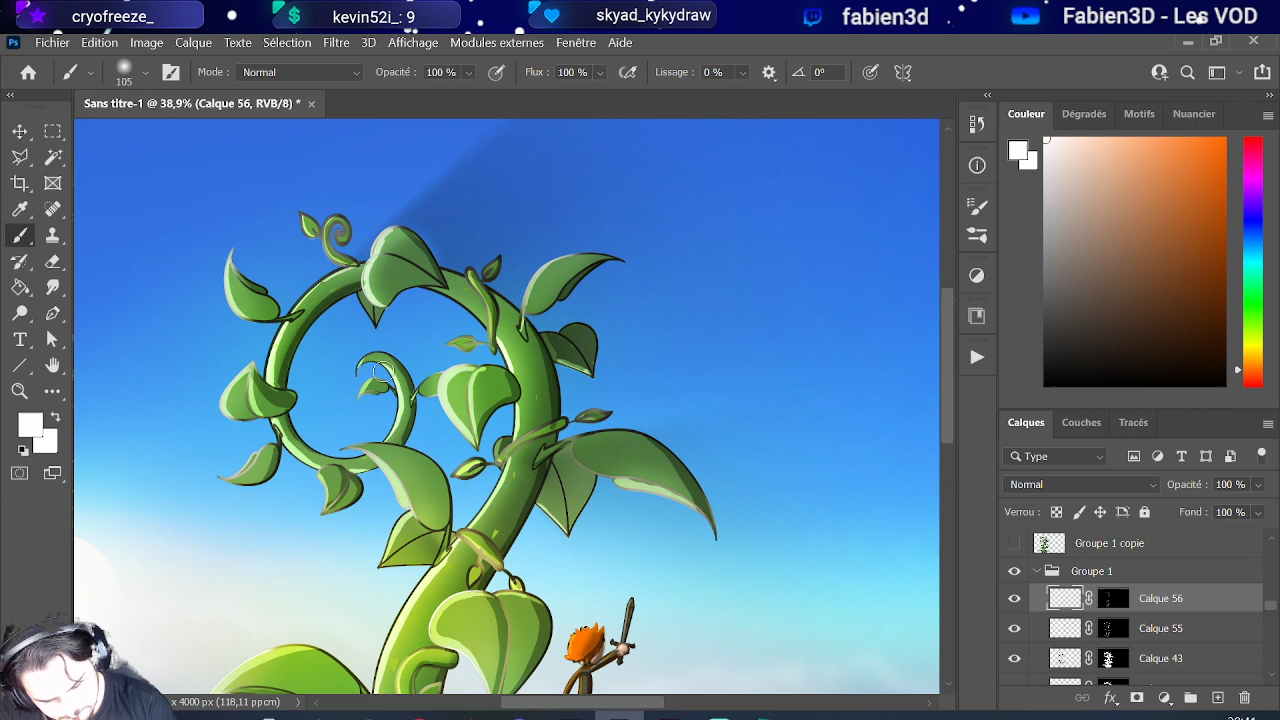 cryofreeze_
kevin52i_: 9
skyad_kykydraw
fabien3d
Fabien3D - Les VOD
Ps
Fichier Edition Image Calque Texte Sélection Filtre 3D Affichage Modules externes Fenêtre Aide
105
Mode : Normal
Opacité : 100 %
Flux : 100 %
Lissage : 0 %
0°
Sans titre-1 @ 38,9% (Calque 56, RVB/8) *
Couleur Dégradés Motifs Nuancier
Calques Couches Tracés
Type
Normal
Opacité : 100 %
Verrou :
Fond : 100 %
Groupe 1 copie
Groupe 1
Calque 56
Calque 55
Calque 43
x 4000 px (118,11 ppcm)